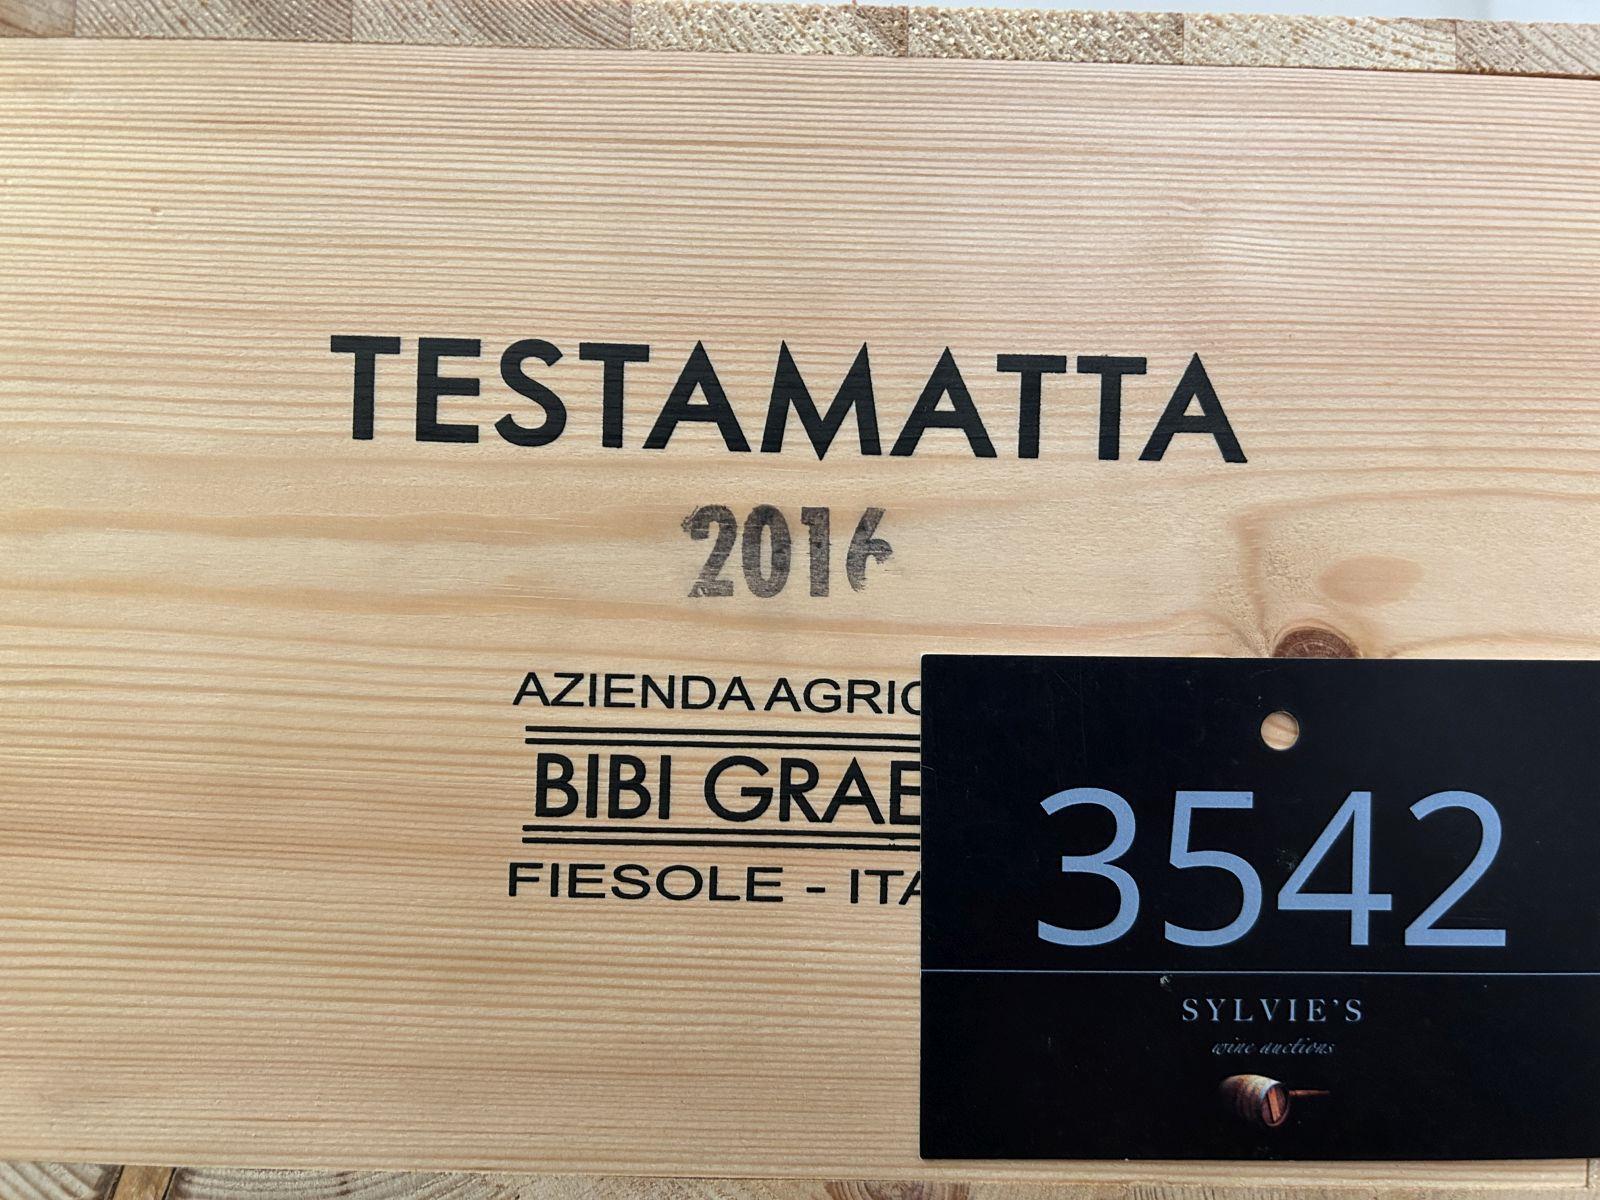 TESTAMATTA
2016
AZIENDA AGRIC
BIBI GRAE
FIESOLE - ITA
3542
SYLVIE'S
wine auctions